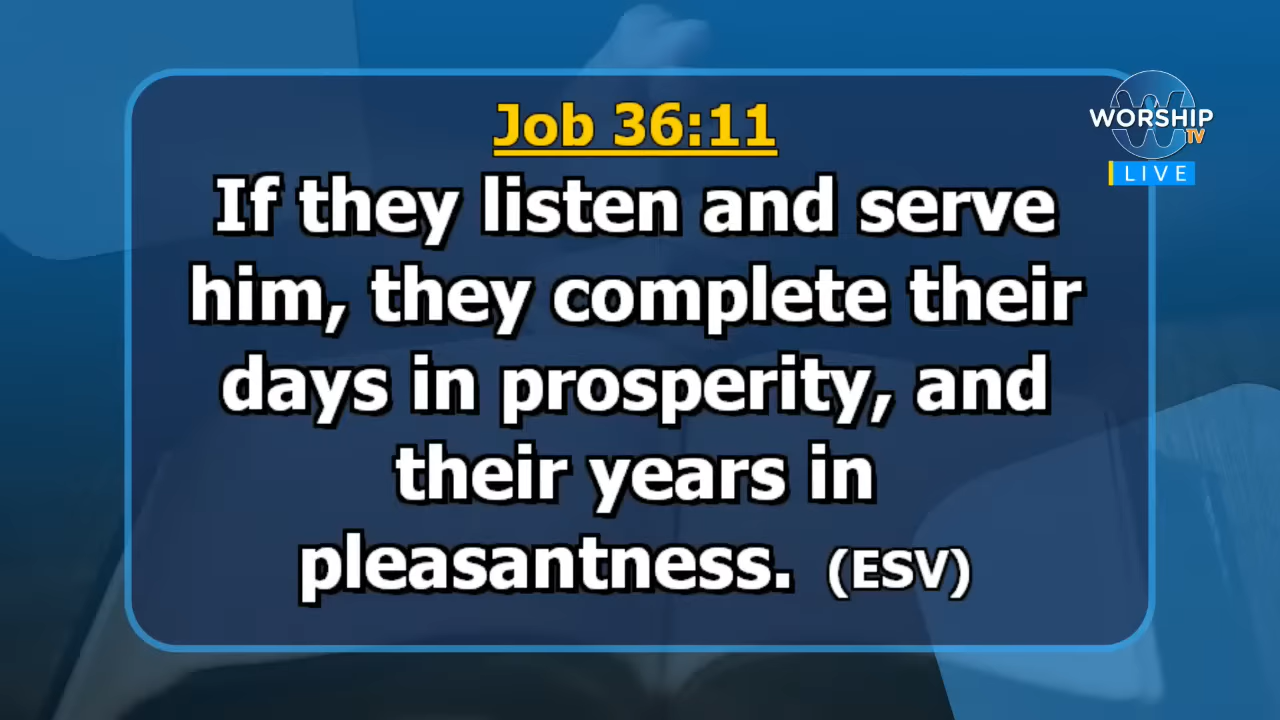 Job 36:11
If they listen and serve
him, they complete their
days in prosperity, and
their years in
pleasantness. (ESV)
WORSHIP
TV
LIVE